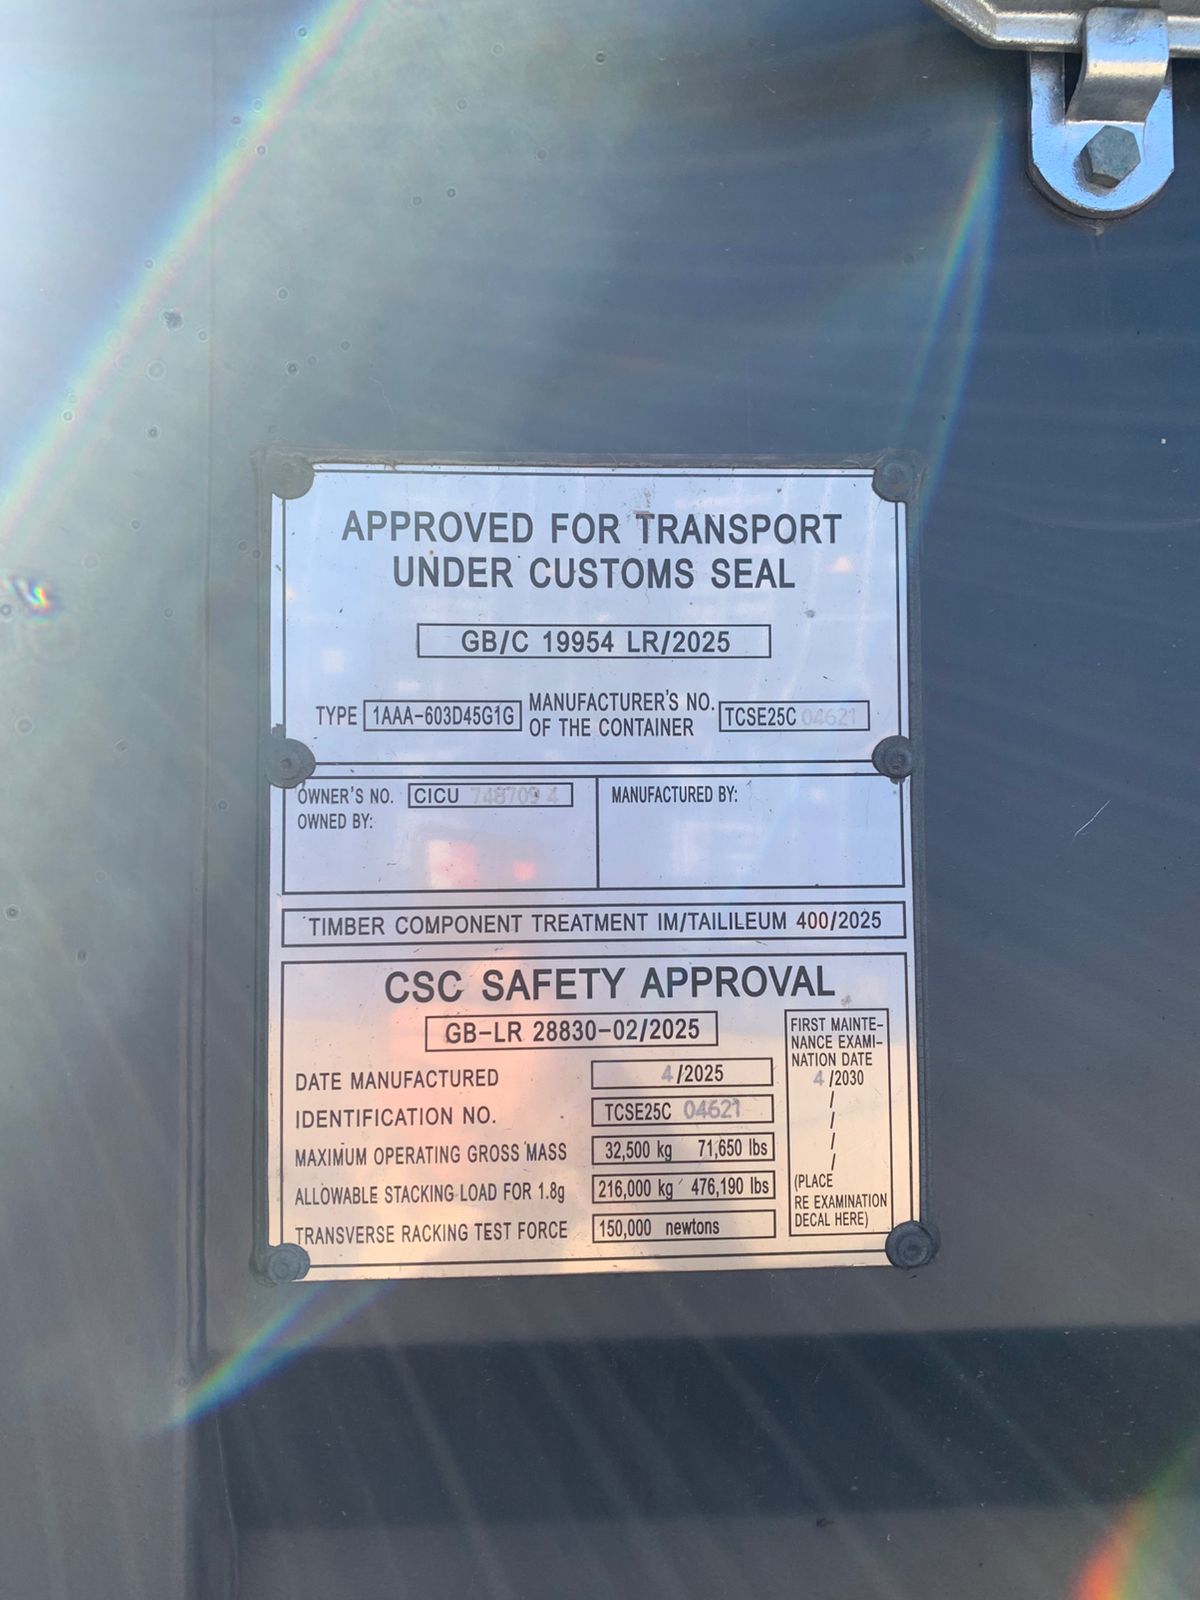 APPROVED FOR TRANSPORT
UNDER CUSTOMS SEAL
GB/C 19954 LR/2025
TYPE 1AAA-603D45G1G MANUFACTURER'S NO. OF THE CONTAINER TCSE25C 04621
OWNER'S NO. CICU 748709 4
OWNED BY:
MANUFACTURED BY:
TIMBER COMPONENT TREATMENT IM/TAILILEUM 400/2025
CSC SAFETY APPROVAL
GB-LR 28830-02/2025
DATE MANUFACTURED 4/2025
IDENTIFICATION NO. TCSE25C 04621
MAXIMUM OPERATING GROSS MASS 32,500 kg 71,650 lbs
ALLOWABLE STACKING LOAD FOR 1.8g 216,000 kg 476,190 lbs
TRANSVERSE RACKING TEST FORCE 150,000 newtons
FIRST MAINTE-
NANCE EXAMI-
NATION DATE
4/2030
/
/
/
/
(PLACE
RE EXAMINATION
DECAL HERE)